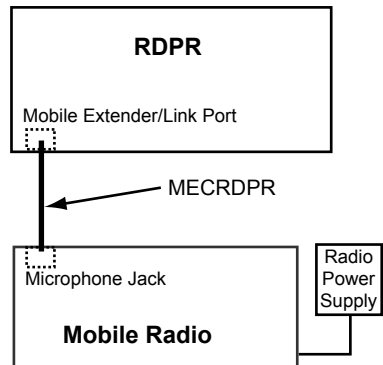 RDPR
Mobile Extender/Link Port
MECRDPR
Microphone Jack
Radio
Power
Supply
Mobile Radio